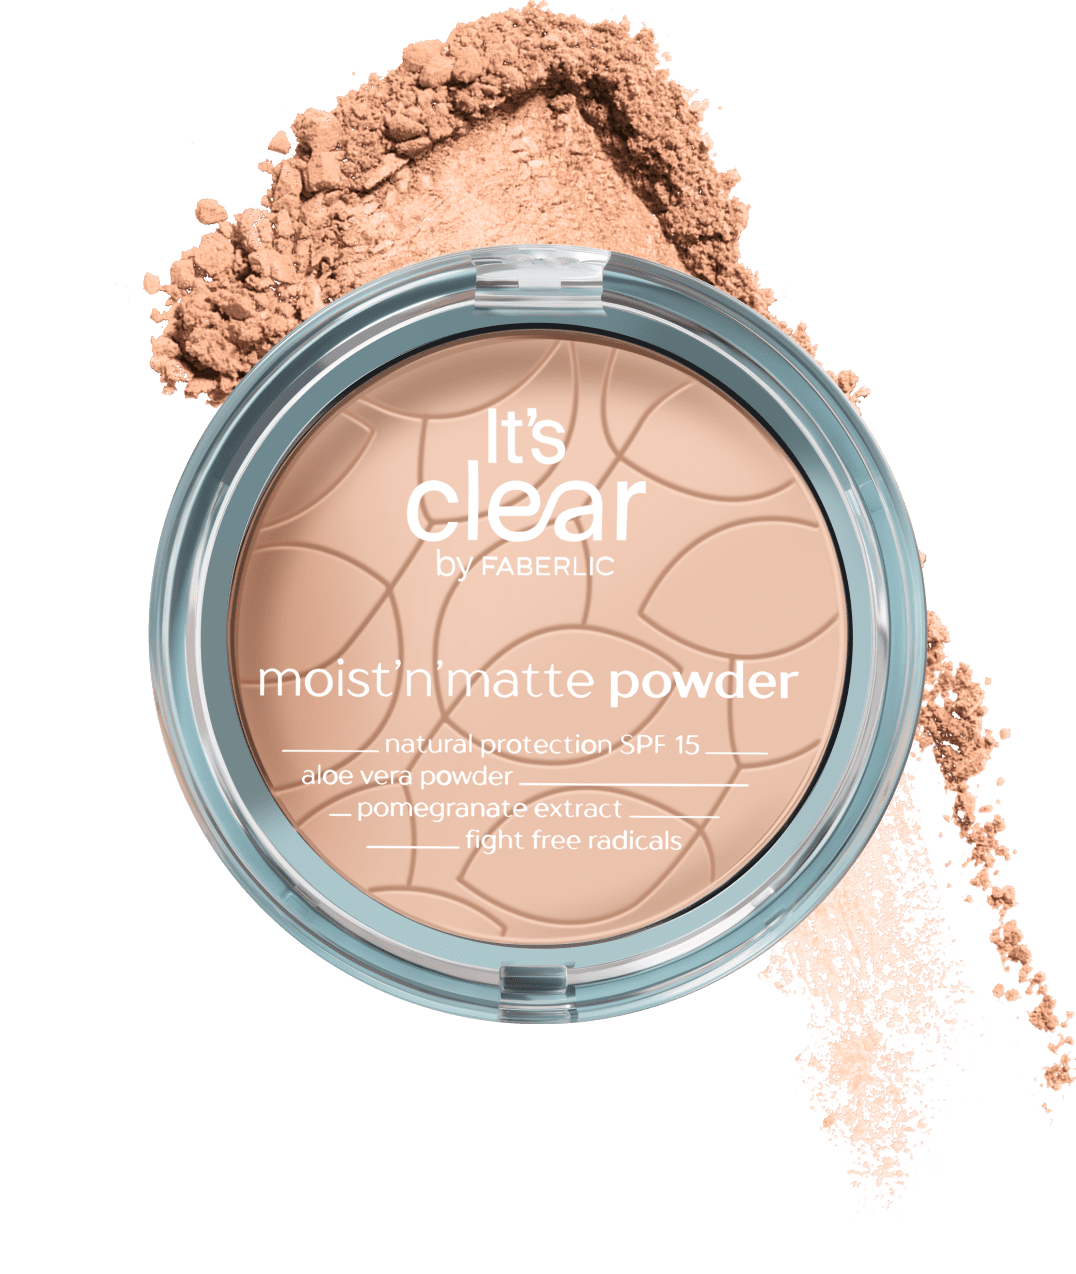 It's
clear
by FABERLIC
moist'n'matte powder
natural protection SPF 15
aloe vera powder
pomegranate extract
fight free radicals